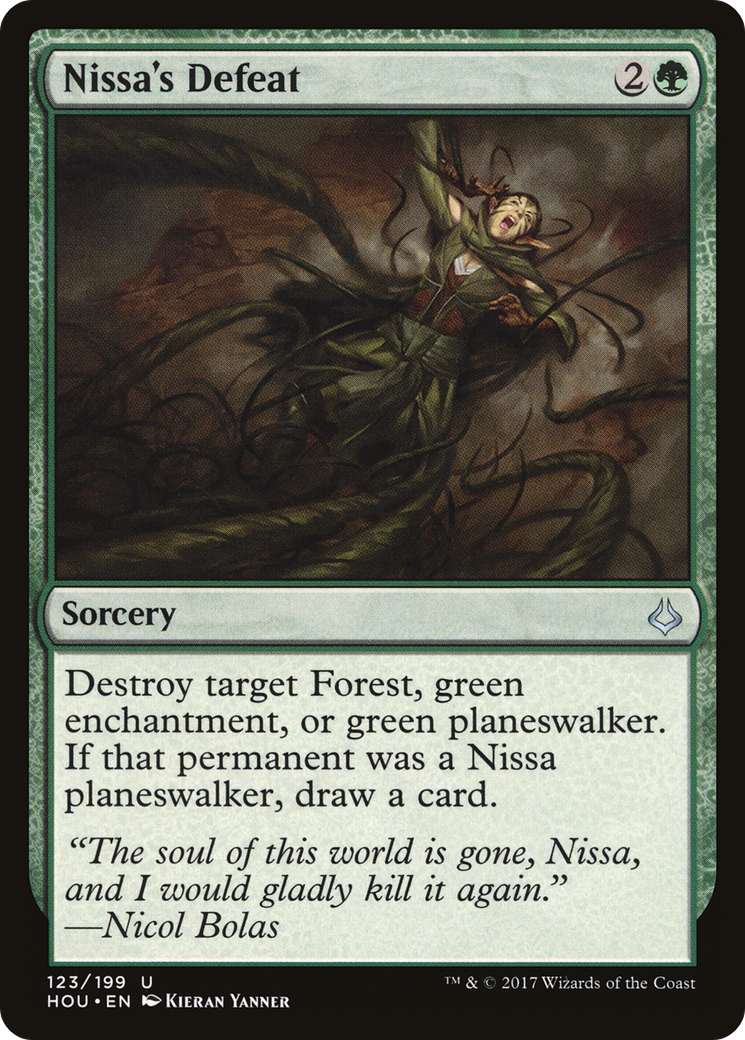 Nissa's Defeat 2
Sorcery
Destroy target Forest, green
enchantment, or green planeswalker.
If that permanent was a Nissa
planeswalker, draw a card.
“The soul of this world is gone, Nissa,
and I would gladly kill it again.”
—Nicol Bolas
123/199 U
HOU • EN KIERAN YANNER
™ & © 2017 Wizards of the Coast